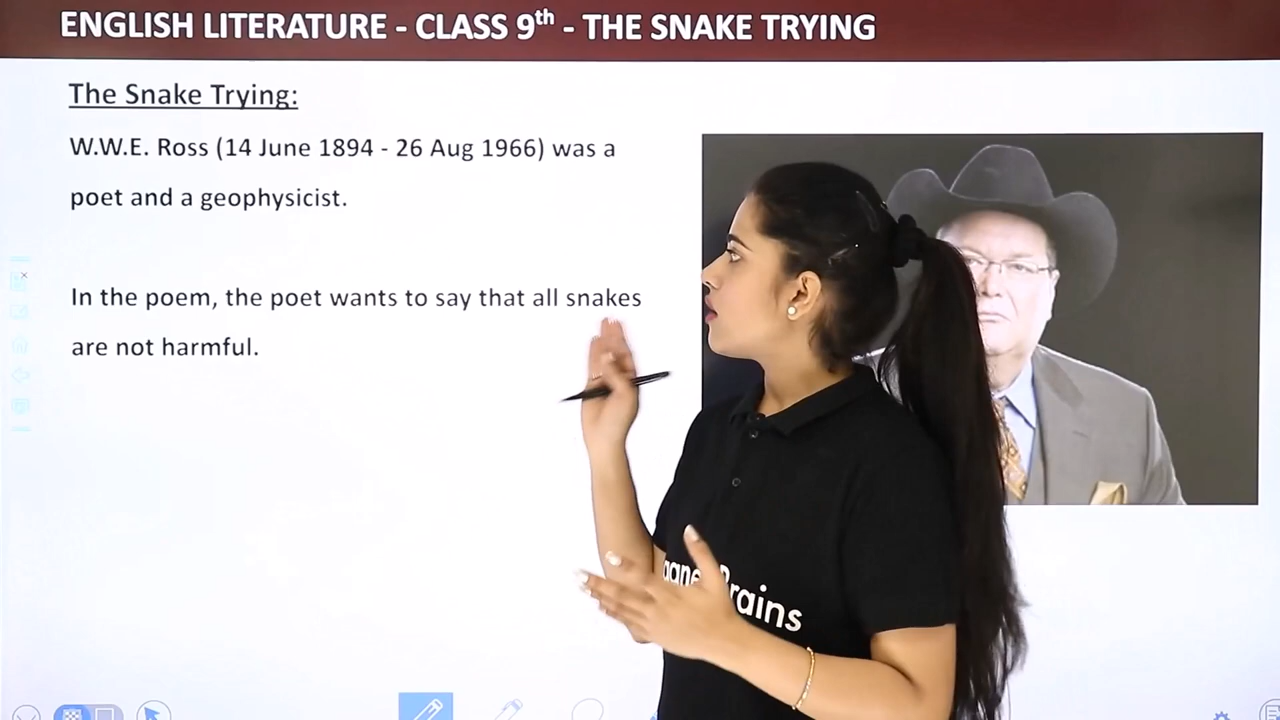 ENGLISH LITERATURE - CLASS 9th - THE SNAKE TRYING
The Snake Trying:
W.W.E. Ross (14 June 1894 - 26 Aug 1966) was a
poet and a geophysicist.
In the poem, the poet wants to say that all snakes
are not harmful.
Brains